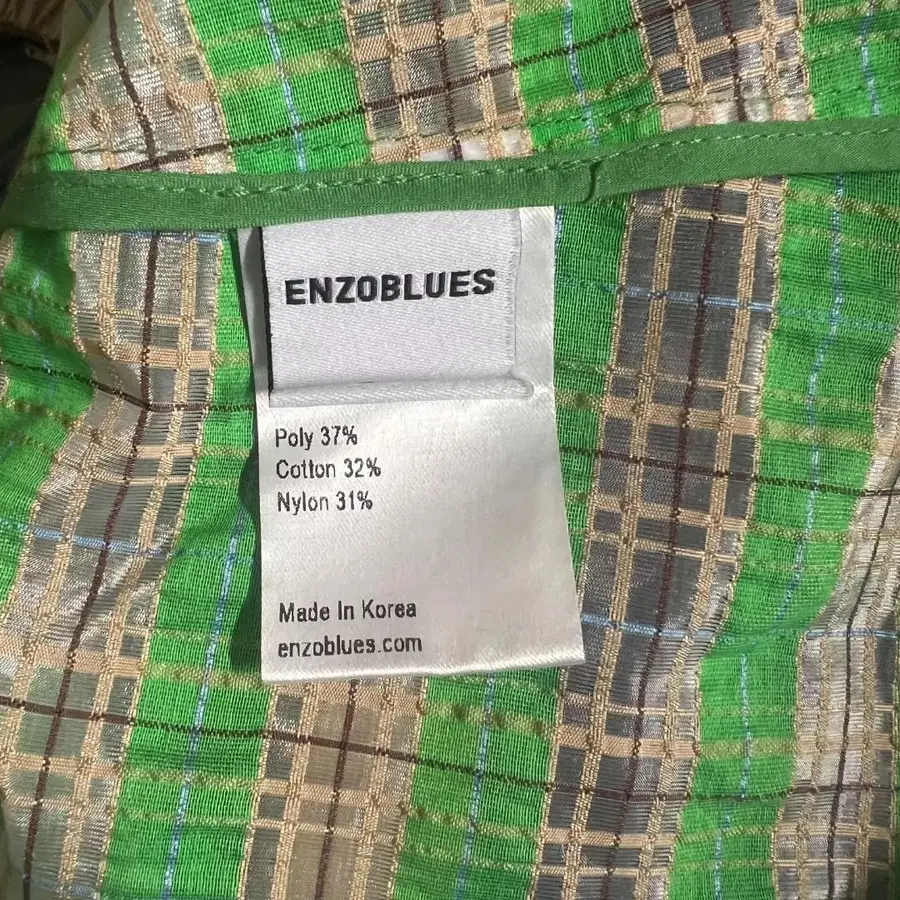 ENZOBLUES
Poly 37%
Cotton 32%
Nylon 31%
Made In Korea
enzoblues.com